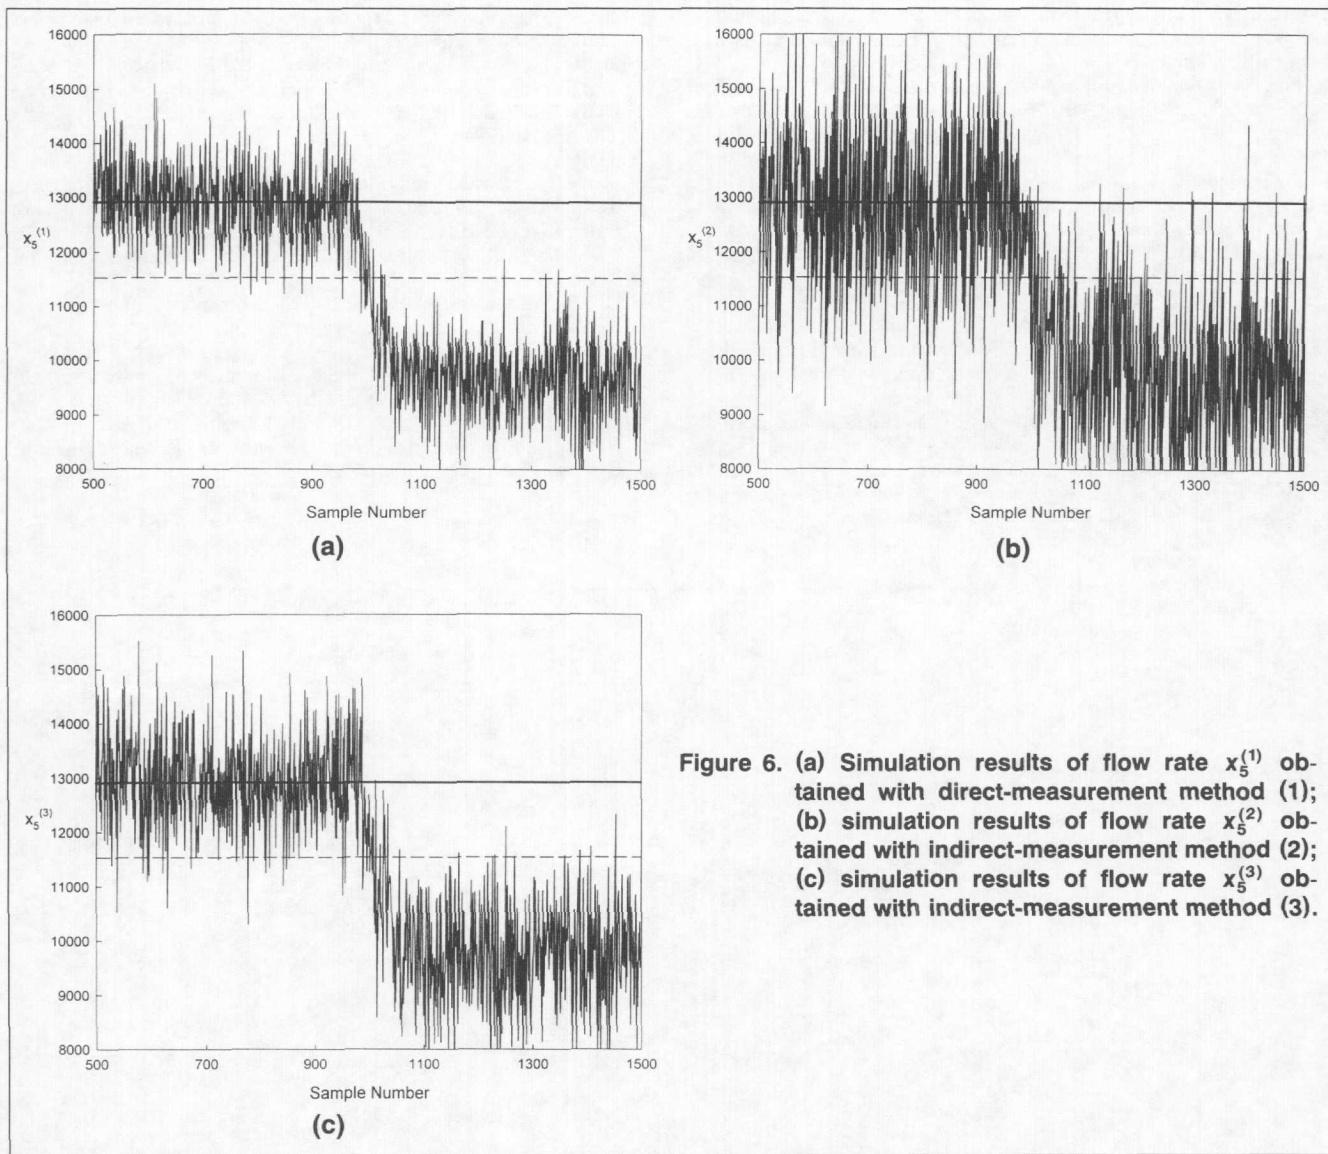 16000
15000
14000
13000
12000
11000
10000
9000
8000
x5(1)
500 700 900 1100 1300 1500
Sample Number
(a)
16000
15000
14000
13000
12000
11000
10000
9000
8000
x5(2)
500 700 900 1100 1300 1500
Sample Number
(b)
16000
15000
14000
13000
12000
11000
10000
9000
8000
x5(3)
500 700 900 1100 1300 1500
Sample Number
(c)
Figure 6. (a) Simulation results of flow rate x5(1) ob-
tained with direct-measurement method (1);
(b) simulation results of flow rate x5(2) ob-
tained with indirect-measurement method (2);
(c) simulation results of flow rate x5(3) ob-
tained with indirect-measurement method (3).